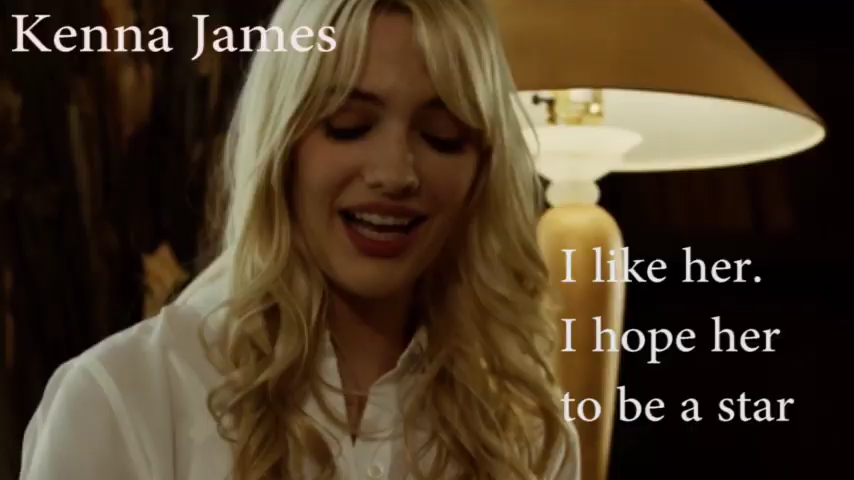 Kenna James
I like her.
I hope her
to be a star